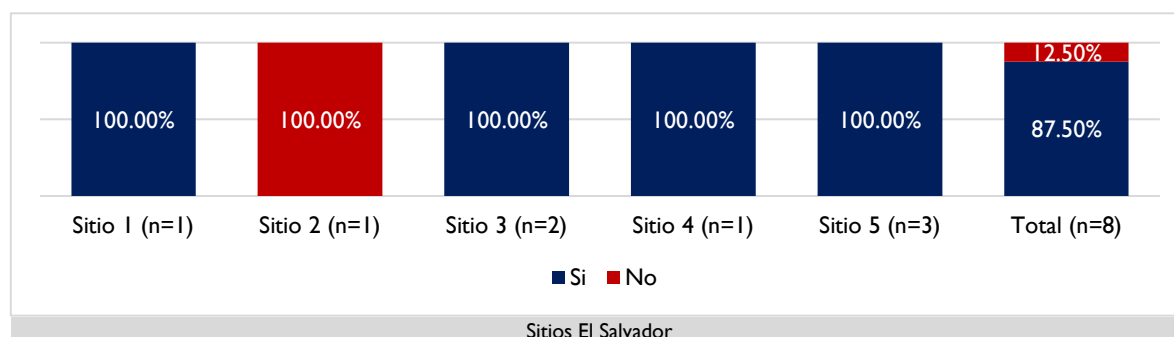 12.50%
100.00% 100.00% 100.00% 100.00% 100.00% 87.50%
Sitio 1 (n=1) Sitio 2 (n=1) Sitio 3 (n=2) Sitio 4 (n=1) Sitio 5 (n=3) Total (n=8)
Si No
Sitios El Salvador